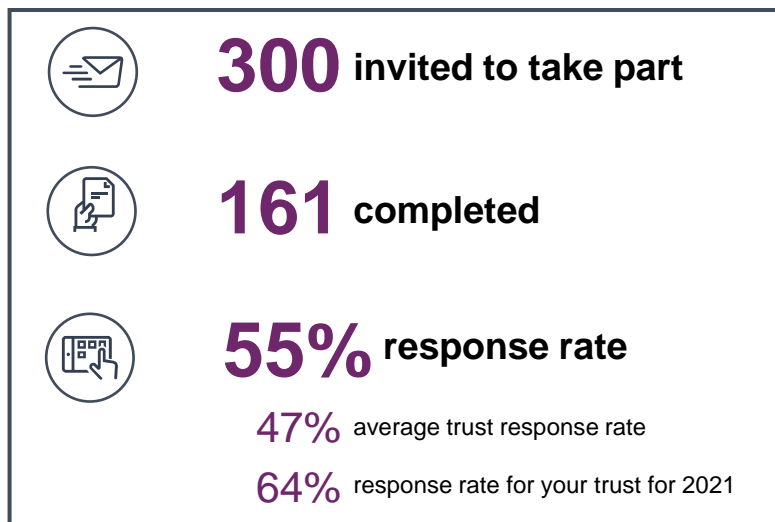 300 invited to take part
161 completed
55% response rate
47% average trust response rate
64% response rate for your trust for 2021